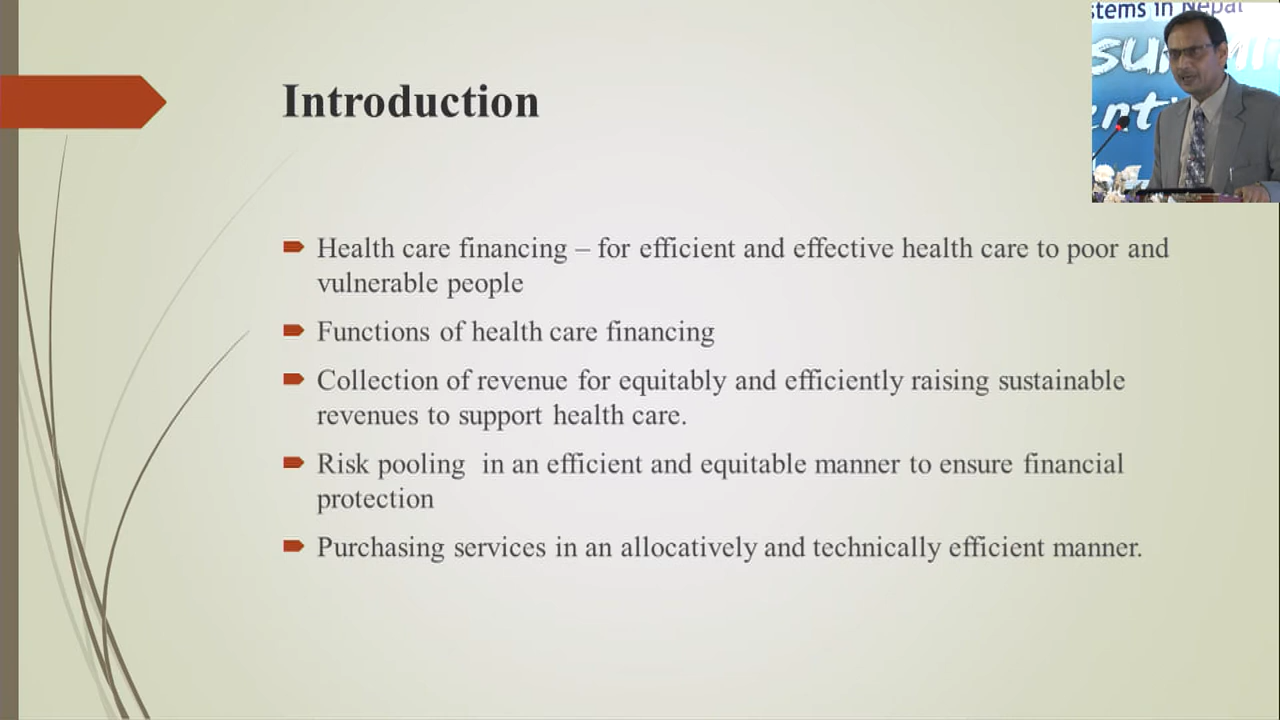 stems in Nepal
Introduction
Health care financing – for efficient and effective health care to poor and
vulnerable people
Functions of health care financing
Collection of revenue for equitably and efficiently raising sustainable
revenues to support health care.
Risk pooling in an efficient and equitable manner to ensure financial
protection
Purchasing services in an allocatively and technically efficient manner.